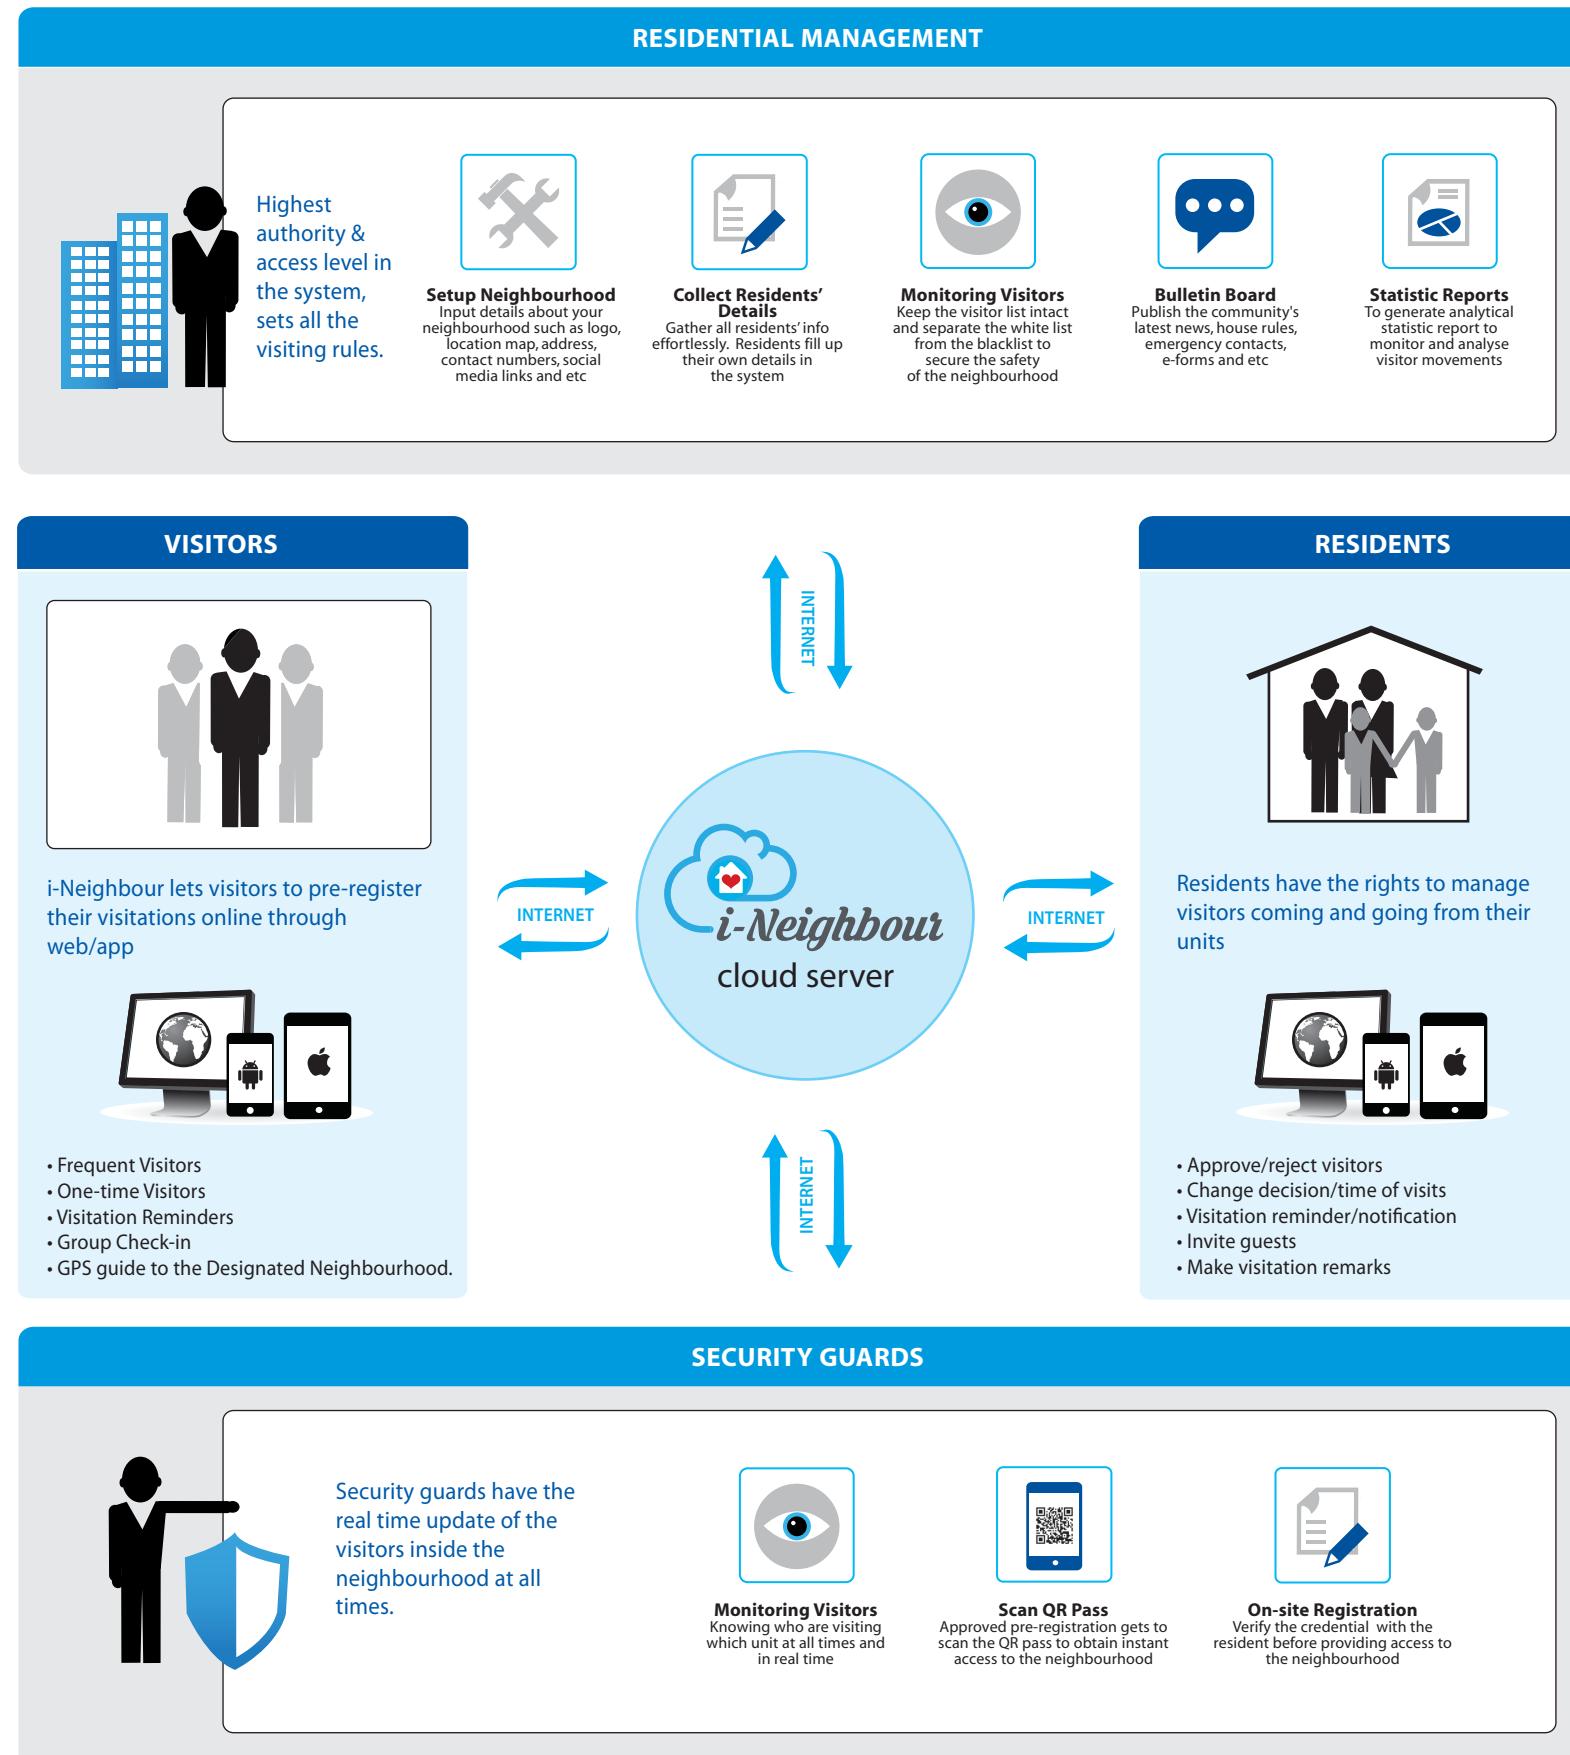 RESIDENTIAL MANAGEMENT
Highest
authority &
access level in
the system,
sets all the
visiting rules.
Setup Neighbourhood
Input details about your
neighbourhood such as logo,
location map, address,
contact numbers, social
media links and etc
Collect Residents'
Details
Gather all residents' info
effortlessly. Residents fill up
their own details in
the system
Monitoring Visitors
Keep the visitor list intact
and separate the white list
from the blacklist to
secure the safety
of the neighbourhood
Bulletin Board
Publish the community's
latest news, house rules,
emergency contacts,
e-forms and etc
Statistic Reports
To generate analytical
statistic report to
monitor and analyse
visitor movements
VISITORS
i-Neighbour lets visitors to pre-register
their visitations online through
web/app
• Frequent Visitors
• One-time Visitors
• Visitation Reminders
• Group Check-in
• GPS guide to the Designated Neighbourhood.
INTERNET
INTERNET
i-Neighbour
cloud server
INTERNET
INTERNET
RESIDENTS
Residents have the rights to manage
visitors coming and going from their
units
• Approve/reject visitors
• Change decision/time of visits
• Visitation reminder/notification
• Invite guests
• Make visitation remarks
SECURITY GUARDS
Security guards have the
real time update of the
visitors inside the
neighbourhood at all
times.
Monitoring Visitors
Knowing who are visiting
which unit at all times and
in real time
Scan QR Pass
Approved pre-registration gets to
scan the QR pass to obtain instant
access to the neighbourhood
On-site Registration
Verify the credential with the
resident before providing access to
the neighbourhood